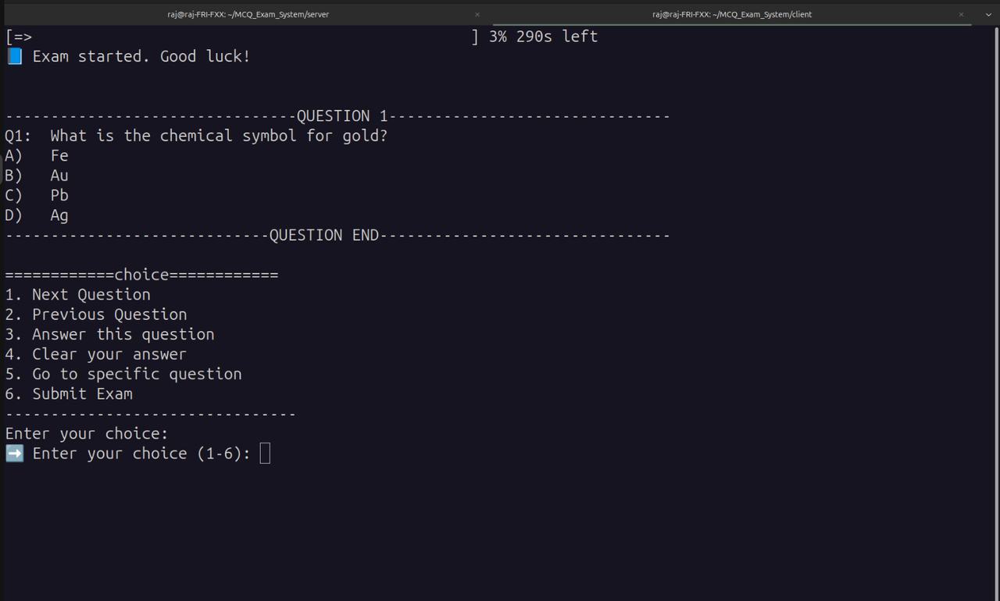 raj@raj-FRI-FXX: ~/MCQ_Exam_System/server × raj@raj-FRI-FXX: ~/MCQ_Exam_System/client ×
[=> ] 3% 290s left
📘 Exam started. Good luck!
--------------------------------QUESTION 1-------------------------------
Q1: What is the chemical symbol for gold?
A) Fe
B) Au
C) Pb
D) Ag
-----------------------------QUESTION END--------------------------------
============choice============
1. Next Question
2. Previous Question
3. Answer this question
4. Clear your answer
5. Go to specific question
6. Submit Exam
--------------------------------
Enter your choice:
➡️ Enter your choice (1-6):